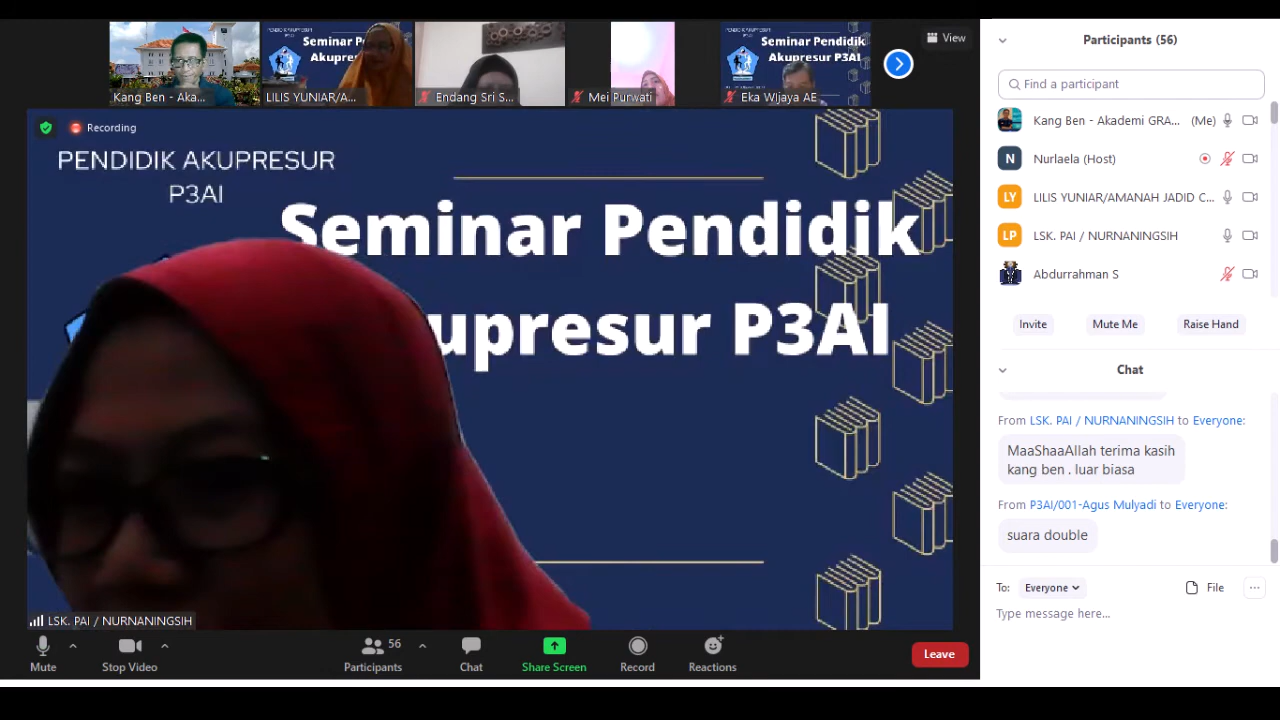 Seminar Pendidik
Akupresur P3AI
View
Kang Ben - Aka...
LILIS YUNIAR/A...
Endang Sri S...
Mei Purwati
Eka Wijaya AE
Recording
PENDIDIK AKUPRESUR
P3AI
Seminar Pendidik
kupresur P3AI
LSK. PAI / NURNANINGSIH
Mute
Stop Video
56
Participants
Chat
Share Screen
Record
Reactions
Leave
Participants (56)
Find a participant
Kang Ben - Akademi GRA... (Me)
N Nurlaela (Host)
LY LILIS YUNIAR/AMANAH JADID C...
LP LSK. PAI / NURNANINGSIH
Abdurrahman S
Invite
Mute Me
Raise Hand
Chat
From LSK. PAI / NURNANINGSIH to Everyone:
MaaShaaAllah terima kasih
kang ben . luar biasa
From P3AI/001-Agus Mulyadi to Everyone:
suara double
To: Everyone
File
Type message here...